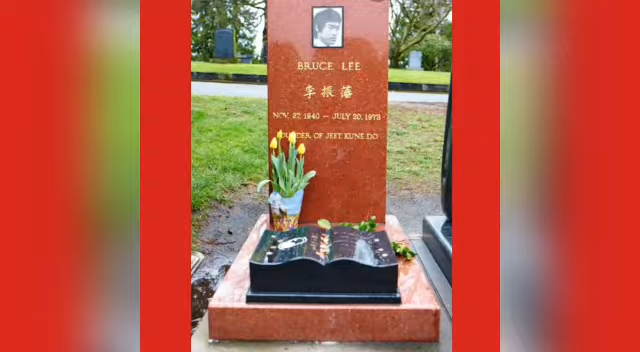 BRUCE LEE
李振藩
NOV. 27, 1940 — JULY 20, 1973
FOUNDER OF JEET KUNE DO